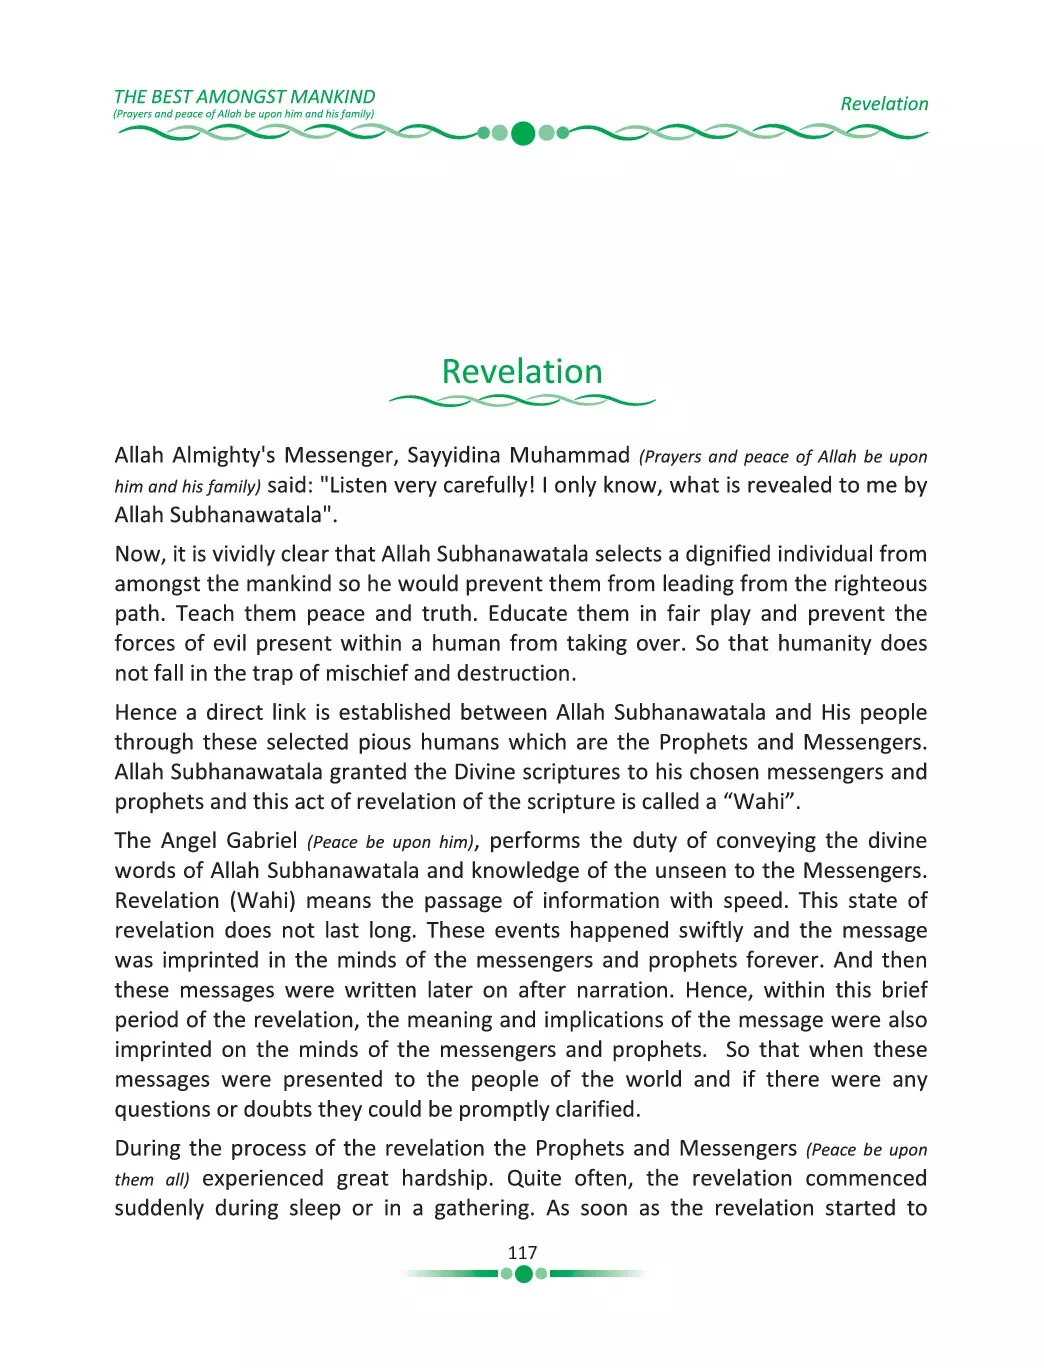 THE BEST AMONGST MANKIND
(Prayers and peace of Allah be upon him and his family)
Revelation
Revelation
Allah Almighty's Messenger, Sayyidina Muhammad (Prayers and peace of Allah be upon
him and his family) said: "Listen very carefully! I only know, what is revealed to me by
Allah Subhanawatala".
Now, it is vividly clear that Allah Subhanawatala selects a dignified individual from
amongst the mankind so he would prevent them from leading from the righteous
path. Teach them peace and truth. Educate them in fair play and prevent the
forces of evil present within a human from taking over. So that humanity does
not fall in the trap of mischief and destruction.
Hence a direct link is established between Allah Subhanawatala and His people
through these selected pious humans which are the Prophets and Messengers.
Allah Subhanawatala granted the Divine scriptures to his chosen messengers and
prophets and this act of revelation of the scripture is called a “Wahi”.
The Angel Gabriel (Peace be upon him), performs the duty of conveying the divine
words of Allah Subhanawatala and knowledge of the unseen to the Messengers.
Revelation (Wahi) means the passage of information with speed. This state of
revelation does not last long. These events happened swiftly and the message
was imprinted in the minds of the messengers and prophets forever. And then
these messages were written later on after narration. Hence, within this brief
period of the revelation, the meaning and implications of the message were also
imprinted on the minds of the messengers and prophets. So that when these
messages were presented to the people of the world and if there were any
questions or doubts they could be promptly clarified.
During the process of the revelation the Prophets and Messengers (Peace be upon
them all) experienced great hardship. Quite often, the revelation commenced
suddenly during sleep or in a gathering. As soon as the revelation started to
117